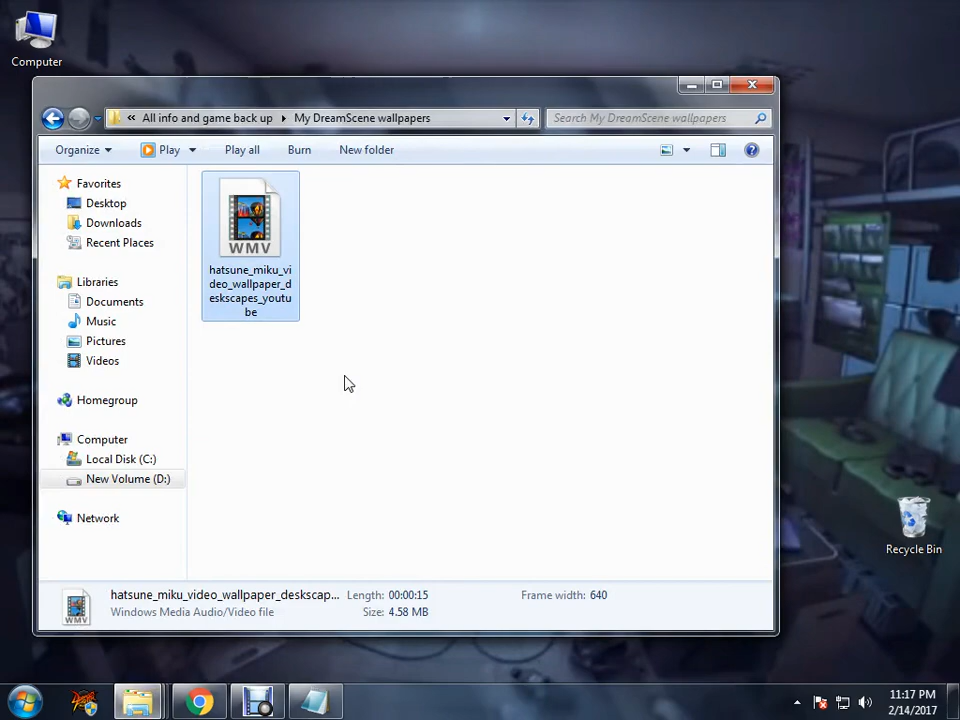 Computer
All info and game back up
My DreamScene wallpapers
Search My DreamScene wallpapers
Organize
Play
Play all
Burn
New folder
Favorites
Desktop
Downloads
Recent Places
Libraries
Documents
Music
Pictures
Videos
Homegroup
Computer
Local Disk (C:)
New Volume (D:)
Network
WMV
hatsune_miku_vi
deo_wallpaper_d
eskscapes_youtu
be
WMV
hatsune_miku_video_wallpaper_deskscap...
Length: 00:00:15
Frame width: 640
Windows Media Audio/Video file
Size: 4.58 MB
Recycle Bin
11:17 PM
2/14/2017